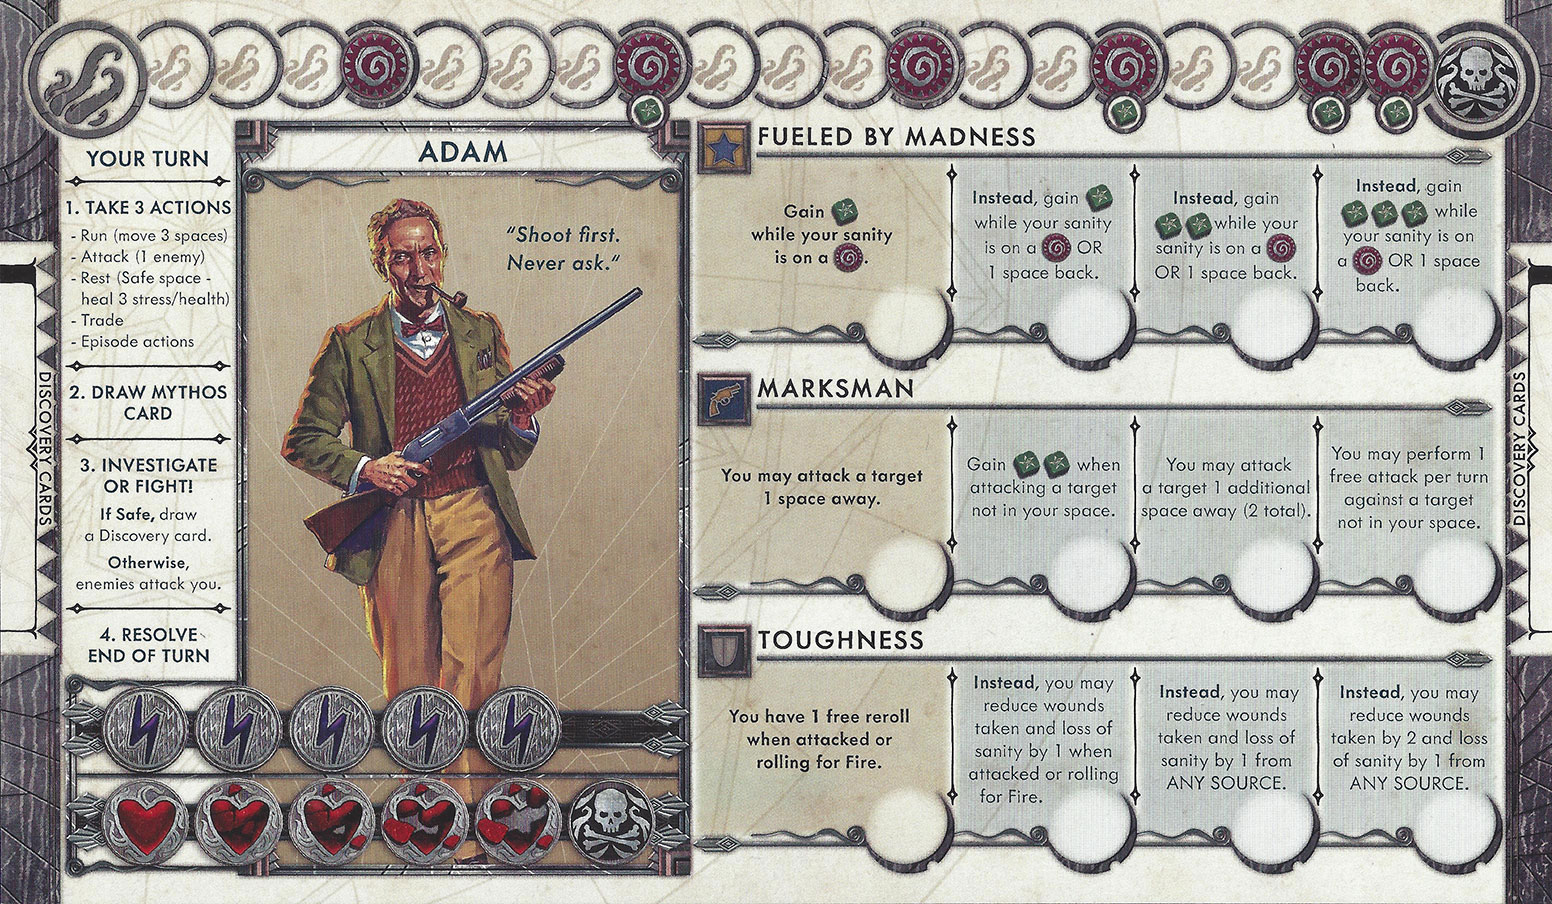 YOUR TURN
1. TAKE 3 ACTIONS
- Run (move 3 spaces)
- Attack (1 enemy)
- Rest (Safe space -
heal 3 stress/health)
- Trade
- Episode actions
2. DRAW MYTHOS
CARD
3. INVESTIGATE
OR FIGHT!
If Safe, draw
a Discovery card.
Otherwise,
enemies attack you.
4. RESOLVE
END OF TURN
DISCOVERY CARDS
ADAM
“Shoot first.
Never ask.“
FUELED BY MADNESS
Gain
while your sanity
is on a .
Instead, gain
while your sanity
is on a OR
1 space back.
Instead, gain
while your
sanity is on a
OR 1 space back.
Instead, gain
while
your sanity is on
a OR 1 space
back.
MARKSMAN
You may attack a target
1 space away.
Gain when
attacking a target
not in your space.
You may attack
a target 1 additional
space away (2 total).
You may perform 1
free attack per turn
against a target
not in your space.
TOUGHNESS
You have 1 free reroll
when attacked or
rolling for Fire.
Instead, you may
reduce wounds
taken and loss of
sanity by 1 when
attacked or rolling
for Fire.
Instead, you may
reduce wounds
taken and loss of
sanity by 1 from
ANY SOURCE.
Instead, you may
reduce wounds
taken by 2 and loss
of sanity by 1 from
ANY SOURCE.
DISCOVERY CARDS